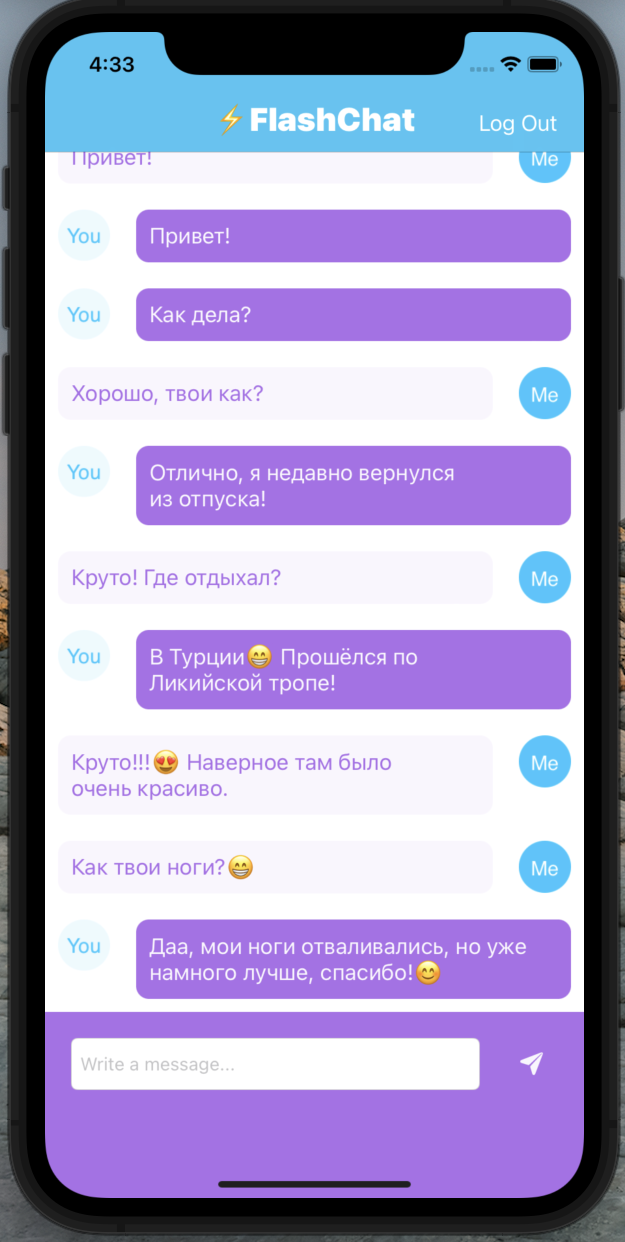 4:33
⚡FlashChat
Log Out
Привет!
Me
You
Привет!
You
Как дела?
Хорошо, твои как?
Me
You
Отлично, я недавно вернулся
из отпуска!
Круто! Где отдыхал?
Me
You
В Турции😁 Прошёлся по
Ликийской тропе!
Круто!!!😍 Наверное там было
очень красиво.
Me
Как твои ноги?😁
Me
You
Даа, мои ноги отваливались, но уже
намного лучше, спасибо!😊
Write a message...